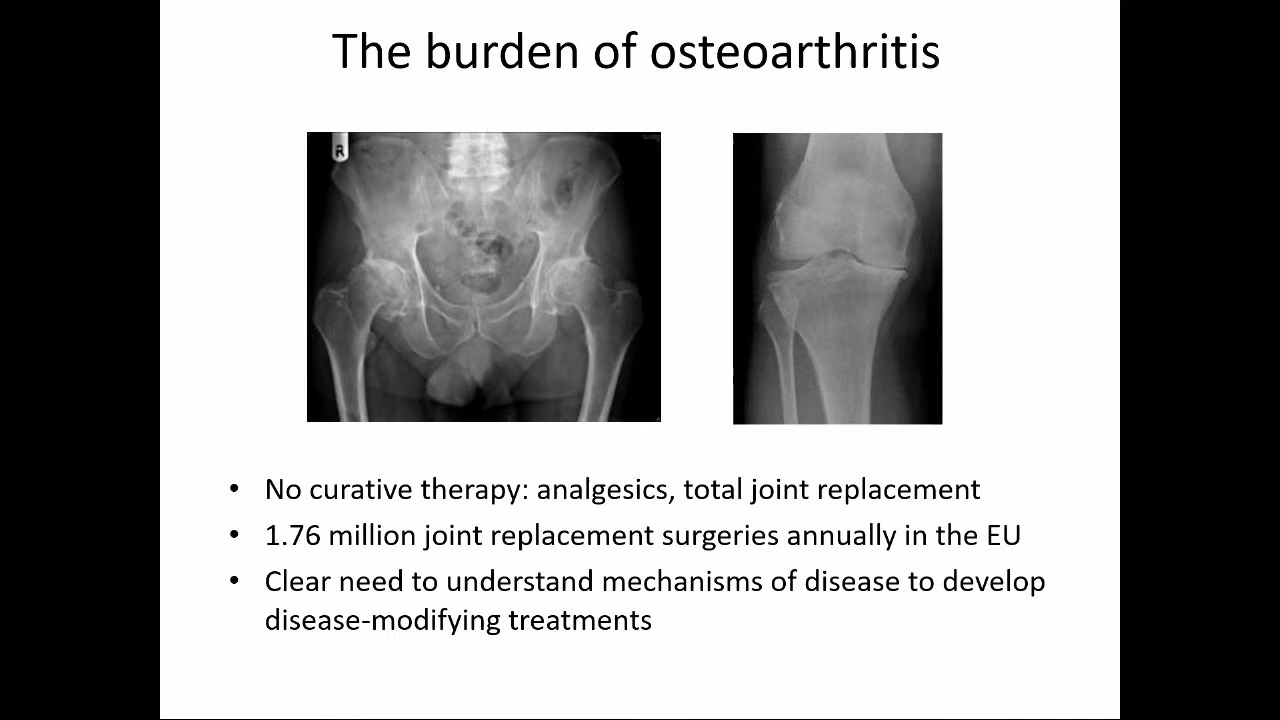 The burden of osteoarthritis
R
• No curative therapy: analgesics, total joint replacement
• 1.76 million joint replacement surgeries annually in the EU
• Clear need to understand mechanisms of disease to develop
disease-modifying treatments